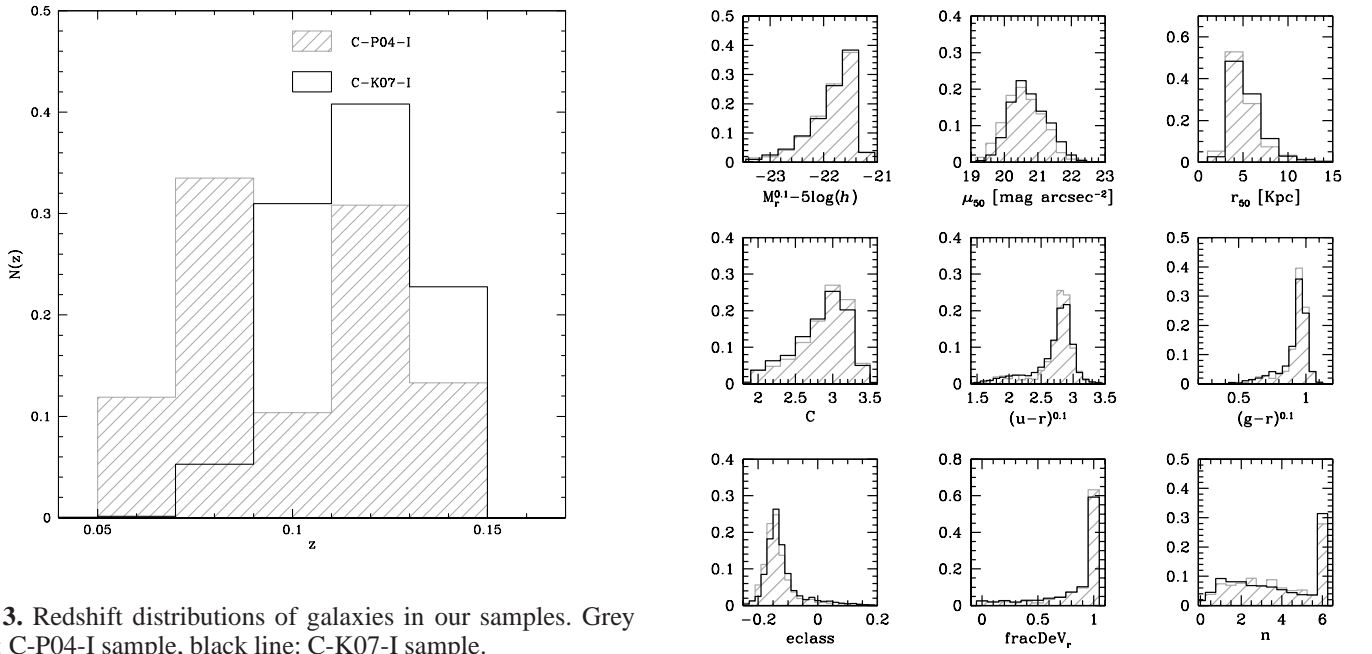 0.5
0.4
0.3
0.2
0.1
0
N(z)
C-P04-I
C-K07-I
0.05
0.1
0.15
z
3. Redshift distributions of galaxies in our samples. Grey
: C-P04-I sample, black line: C-K07-I sample.
0.5
0.4
0.3
0.2
0.1
0
−23
−22
−21
M_r^0.1−5log(h)
0.4
0.3
0.2
0.1
0
19 20 21 22 23
μ50 [mag arcsec−2]
0.6
0.4
0.2
0
0 5 10 15
r50 [Kpc]
0.4
0.3
0.2
0.1
0
2 2.5 3 3.5
C
0.4
0.3
0.2
0.1
0
1.5 2 2.5 3 3.5
(u−r)^0.1
0.5
0.4
0.3
0.2
0.1
0
0.5 1
(g−r)^0.1
0.4
0.3
0.2
0.1
0
−0.2 0 0.2
eclass
0.8
0.6
0.4
0.2
0
0 0.5 1
fracDeV_r
0.5
0.4
0.3
0.2
0.1
0
0 2 4 6
n